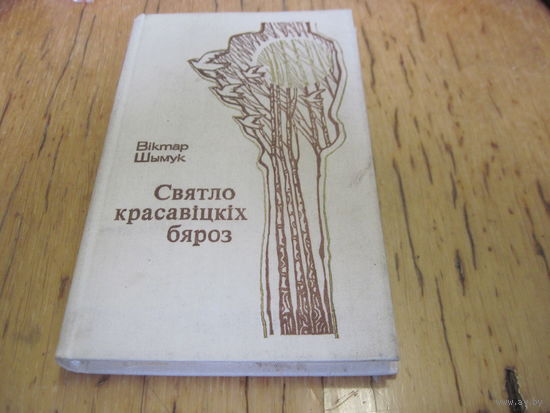 Віктар
Шымук
Святло
красавіцкіх
бяроз
www.ay.by